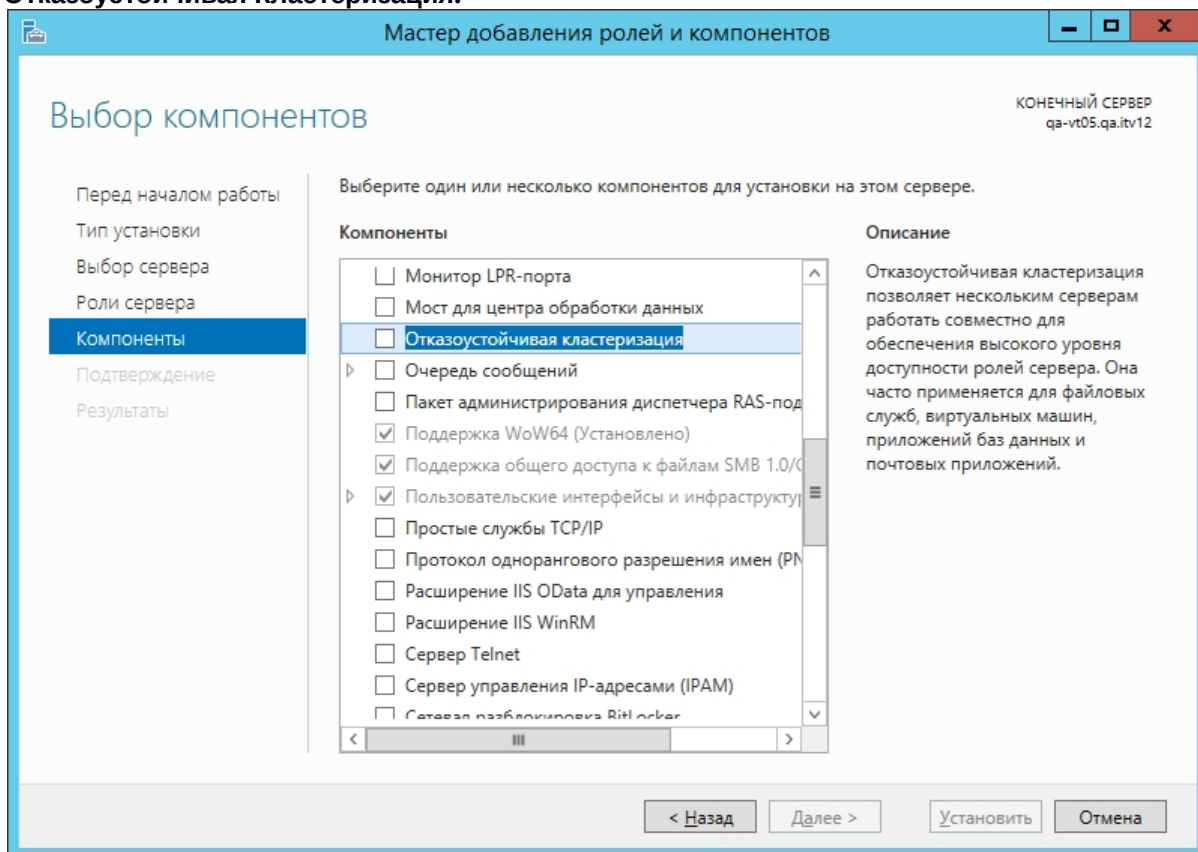 Отказоустойчивая кластеризация.
Мастер добавления ролей и компонентов
Выбор компонентов
КОНЕЧНЫЙ СЕРВЕР
qa-vt05.qa.itv12
Перед началом работы
Тип установки
Выбор сервера
Роли сервера
Компоненты
Подтверждение
Результаты
Выберите один или несколько компонентов для установки на этом сервере.
Компоненты
Монитор LPR-порта
Мост для центра обработки данных
Отказоустойчивая кластеризация
Очередь сообщений
Пакет администрирования диспетчера RAS-под
Поддержка WoW64 (Установлено)
Поддержка общего доступа к файлам SMB 1.0/C
Пользовательские интерфейсы и инфраструктур
Простые службы TCP/IP
Протокол однорангового разрешения имен (PN
Расширение IIS OData для управления
Расширение IIS WinRM
Сервер Telnet
Сервер управления IP-адресами (IPAM)
Сетевая разблокировка BitLocker
Описание
Отказоустойчивая кластеризация
позволяет нескольким серверам
работать совместно для
обеспечения высокого уровня
доступности ролей сервера. Она
часто применяется для файловых
служб, виртуальных машин,
приложений баз данных и
почтовых приложений.
< Назад
Далее >
Установить
Отмена